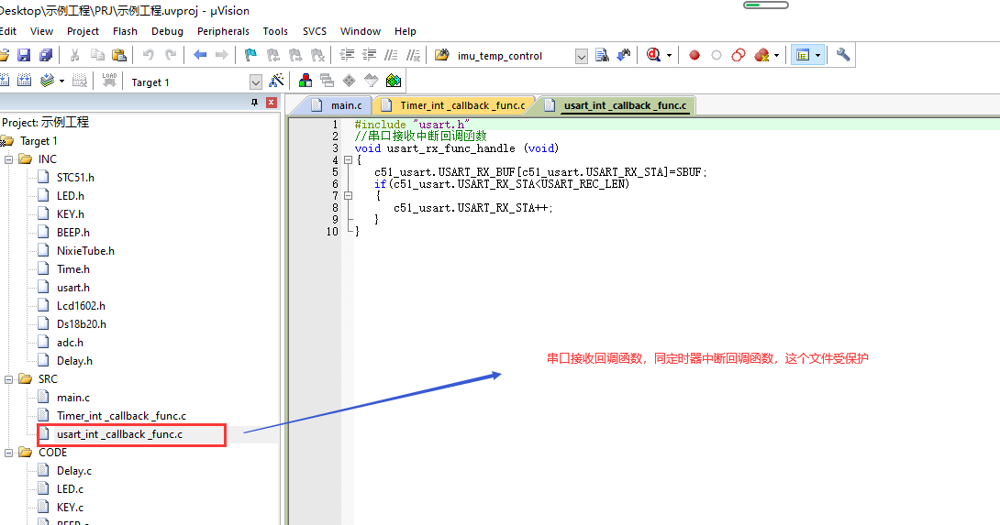 Desktop\示例工程\PRJ\示例工程.uvproj - µVision
Edit View Project Flash Debug Peripherals Tools SVCS Window Help
imu_temp_control
LOAD
Target 1
main.c Timer_int _callback _func.c usart_int _callback _func.c
Project: 示例工程
Target 1
INC
STC51.h
LED.h
KEY.h
BEEP.h
NixieTube.h
Time.h
usart.h
Lcd1602.h
Ds18b20.h
adc.h
Delay.h
SRC
main.c
Timer_int _callback _func.c
usart_int _callback _func.c
CODE
Delay.c
LED.c
KEY.c
BEEP.c
1 #include "usart.h"
2 //串口接收中断回调函数
3 void usart_rx_func_handle (void)
4 {
5 c51_usart.USART_RX_BUF[c51_usart.USART_RX_STA]=SBUF;
6 if(c51_usart.USART_RX_STA<USART_REC_LEN)
7 {
8 c51_usart.USART_RX_STA++;
9 }
10 }
串口接收回调函数，同定时器中断回调函数，这个文件受保护